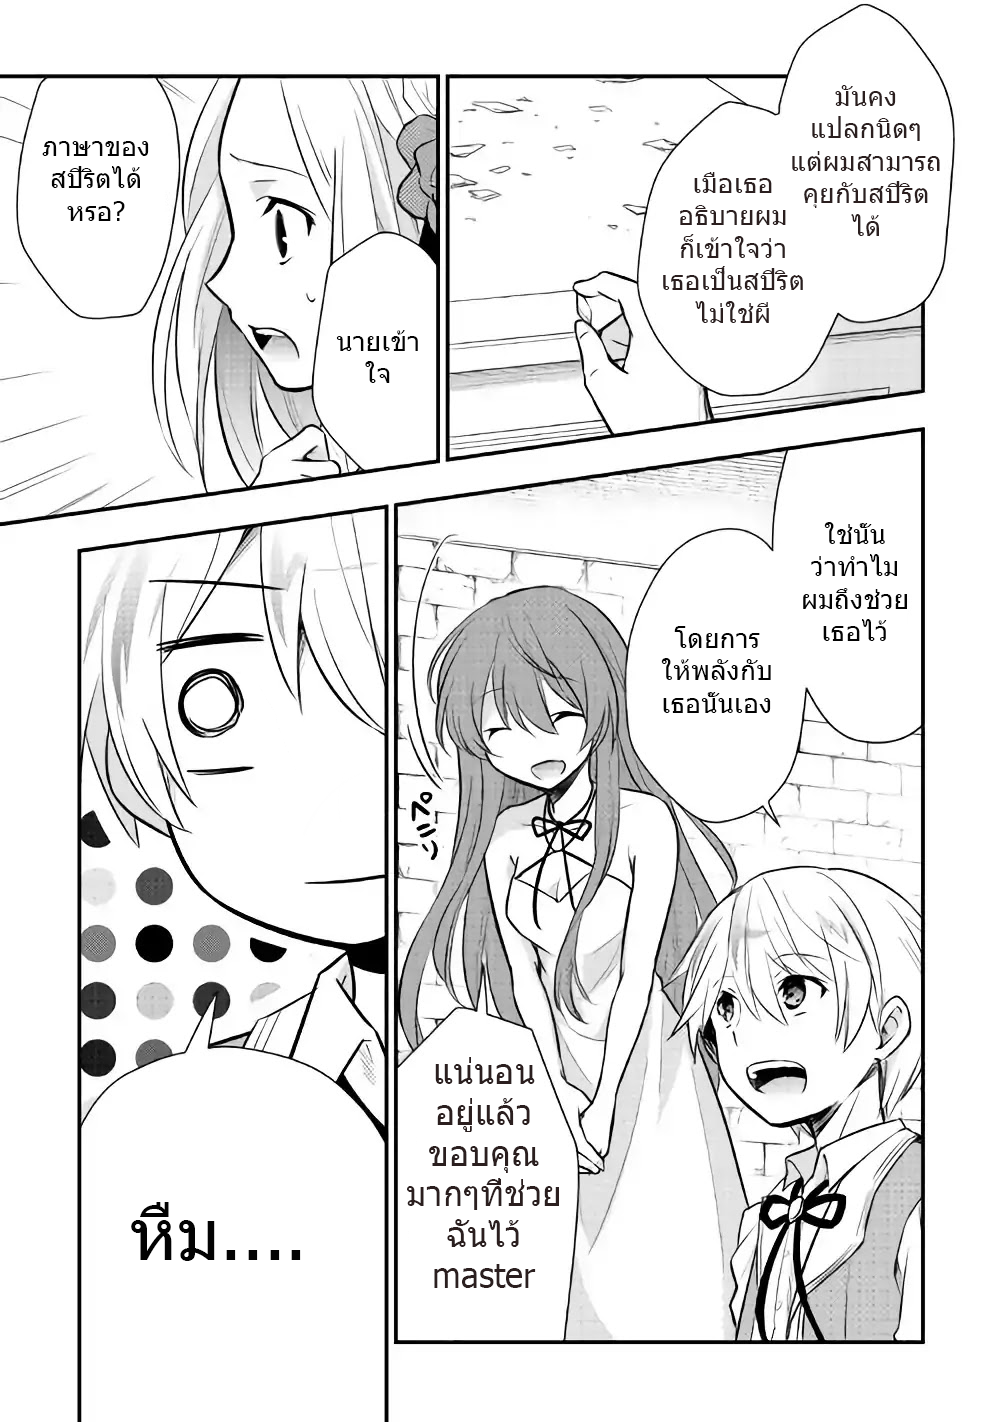 มันคง
แปลกนิดๆ
แต่ผมสามารถ
คุยกับสปิริต
ได้
เมื่อเธอ
อธิบายผม
ก็เข้าใจว่า
เธอเป็นสปิริต
ไม่ใช่ผี
นายเข้า
ใจ
ภาษาของ
สปิริตได้
หรอ?
ใช่นั้น
ว่าทำไม
ผมถึงช่วย
เธอไว้
โดยการ
ให้พลังกับ
เธอนั้นเอง
ペコリ
แน่นอน
อยู่แล้ว
ขอบคุณ
มากๆที่ช่วย
ฉันไว้
master
หืม....